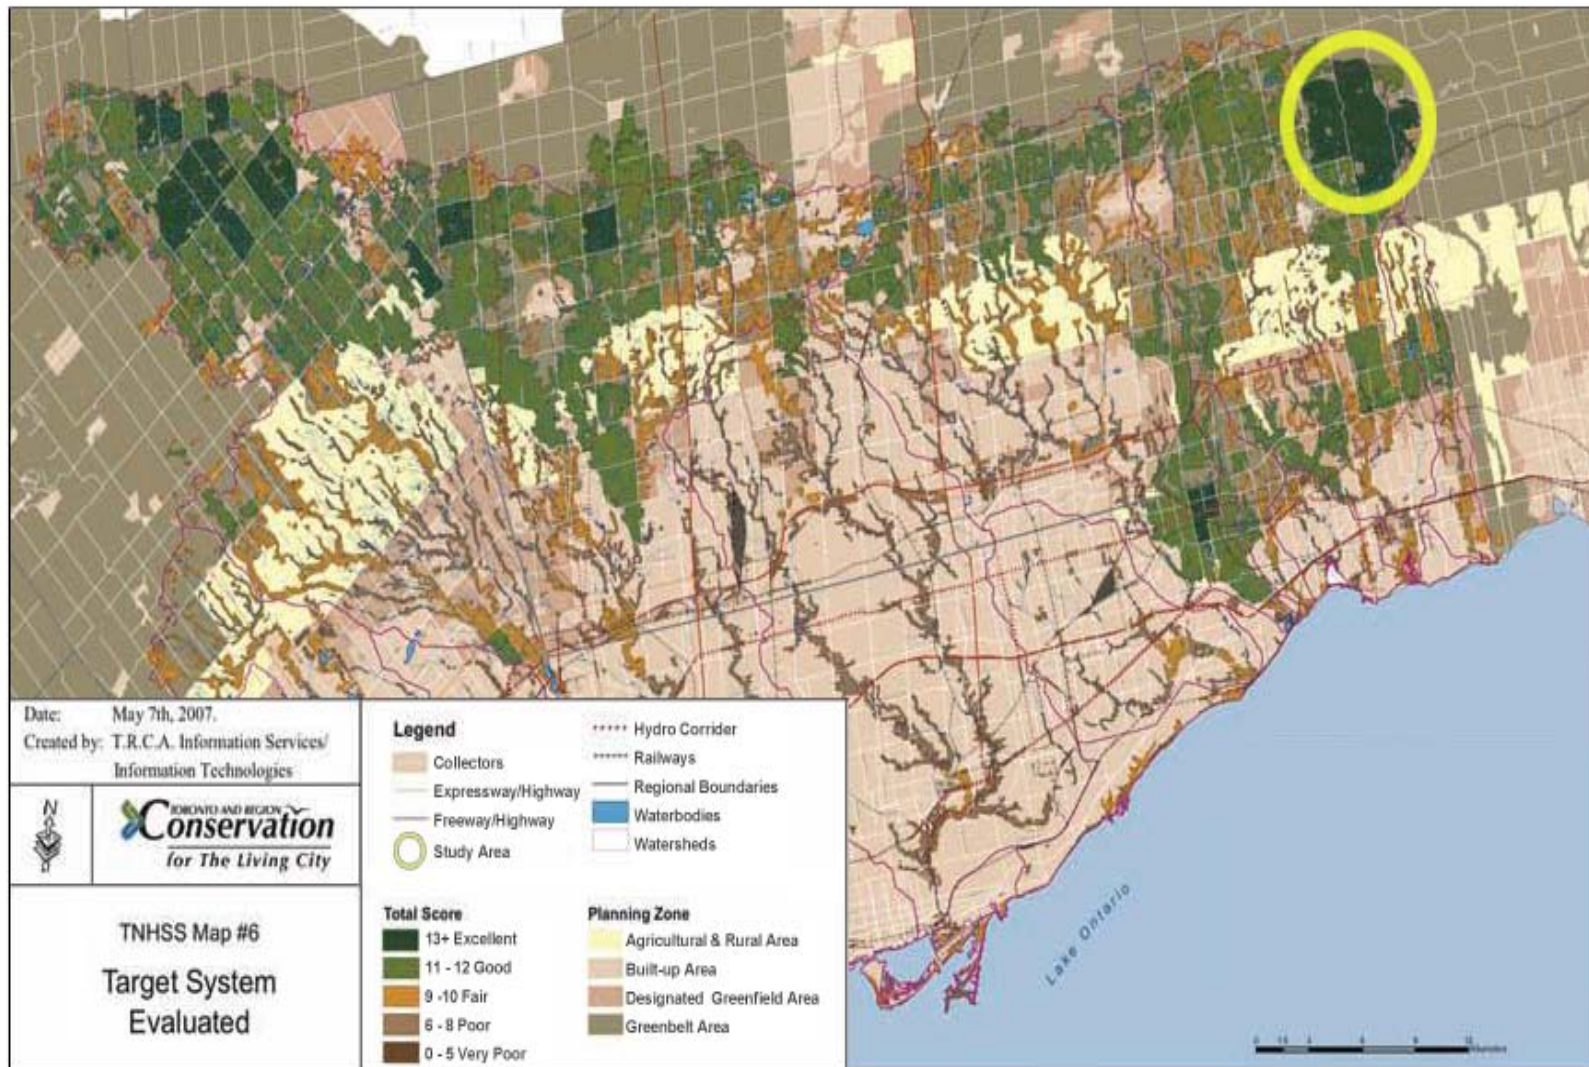 Date: May 7th, 2007.
Created by: T.R.C.A. Information Services/
Information Technologies
N
TORONTO AND REGION
Conservation
for The Living City
TNHSS Map #6
Target System
Evaluated
Legend
Collectors
Expressway/Highway
Freeway/Highway
Study Area
Hydro Corrider
Railways
Regional Boundaries
Waterbodies
Watersheds
Total Score
13+ Excellent
11 - 12 Good
9 -10 Fair
6 - 8 Poor
0 - 5 Very Poor
Planning Zone
Agricultural & Rural Area
Built-up Area
Designated Greenfield Area
Greenbelt Area
Lake Ontario